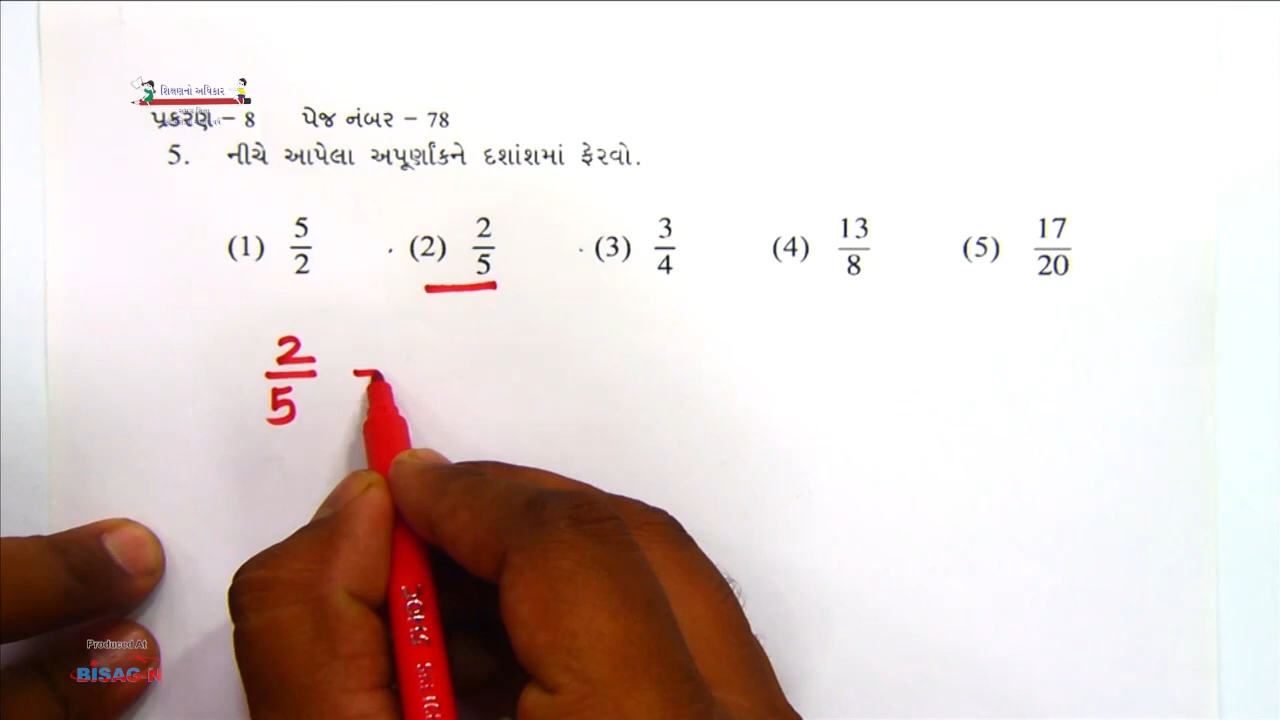 શિક્ષણનો અધિકાર
પ્રકરણ – 8 પેજ નંબર – 78
5. નીચે આપેલા અપૂર્ણાંકને દશાંશમાં ફેરવો.
(1) 5/2 (2) 2/5 (3) 3/4 (4) 13/8 (5) 17/20
2/5
Produced At
BISAG-N